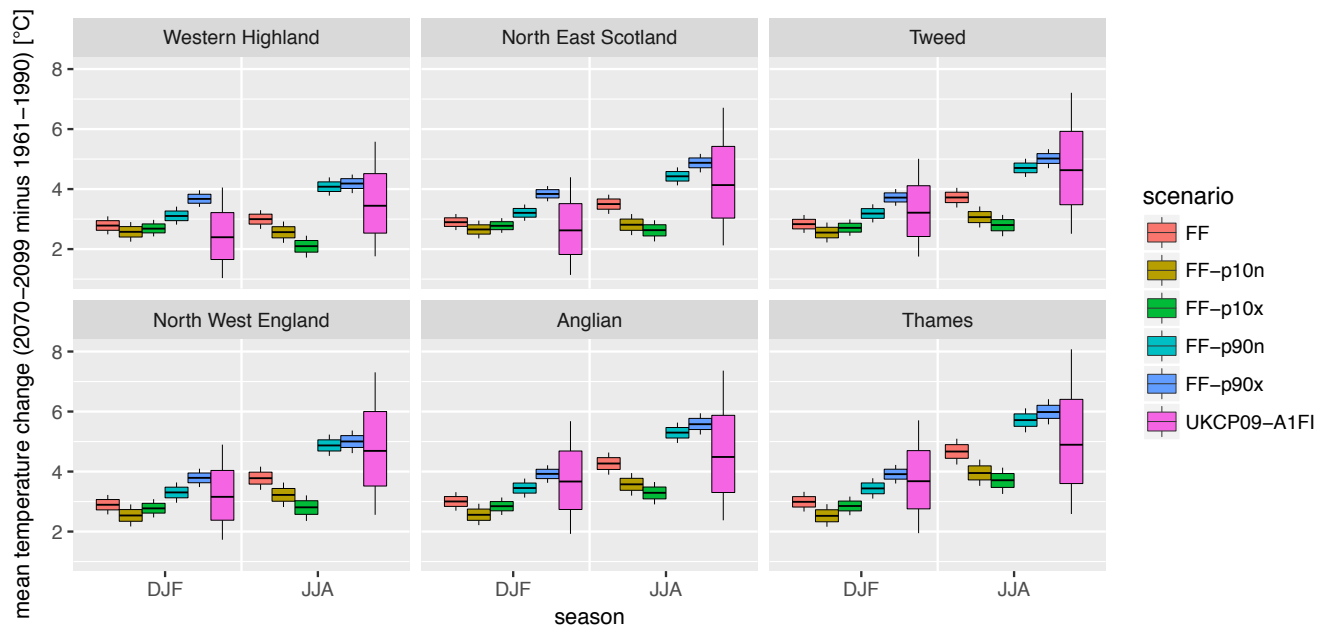 mean temperature change (2070−2099 minus 1961−1990) [°C]
Western Highland
North East Scotland
Tweed
8
6
4
2
North West England
Anglian
Thames
8
6
4
2
DJF
JJA
DJF
JJA
DJF
JJA
season
scenario
FF
FF−p10n
FF−p10x
FF−p90n
FF−p90x
UKCP09−A1FI